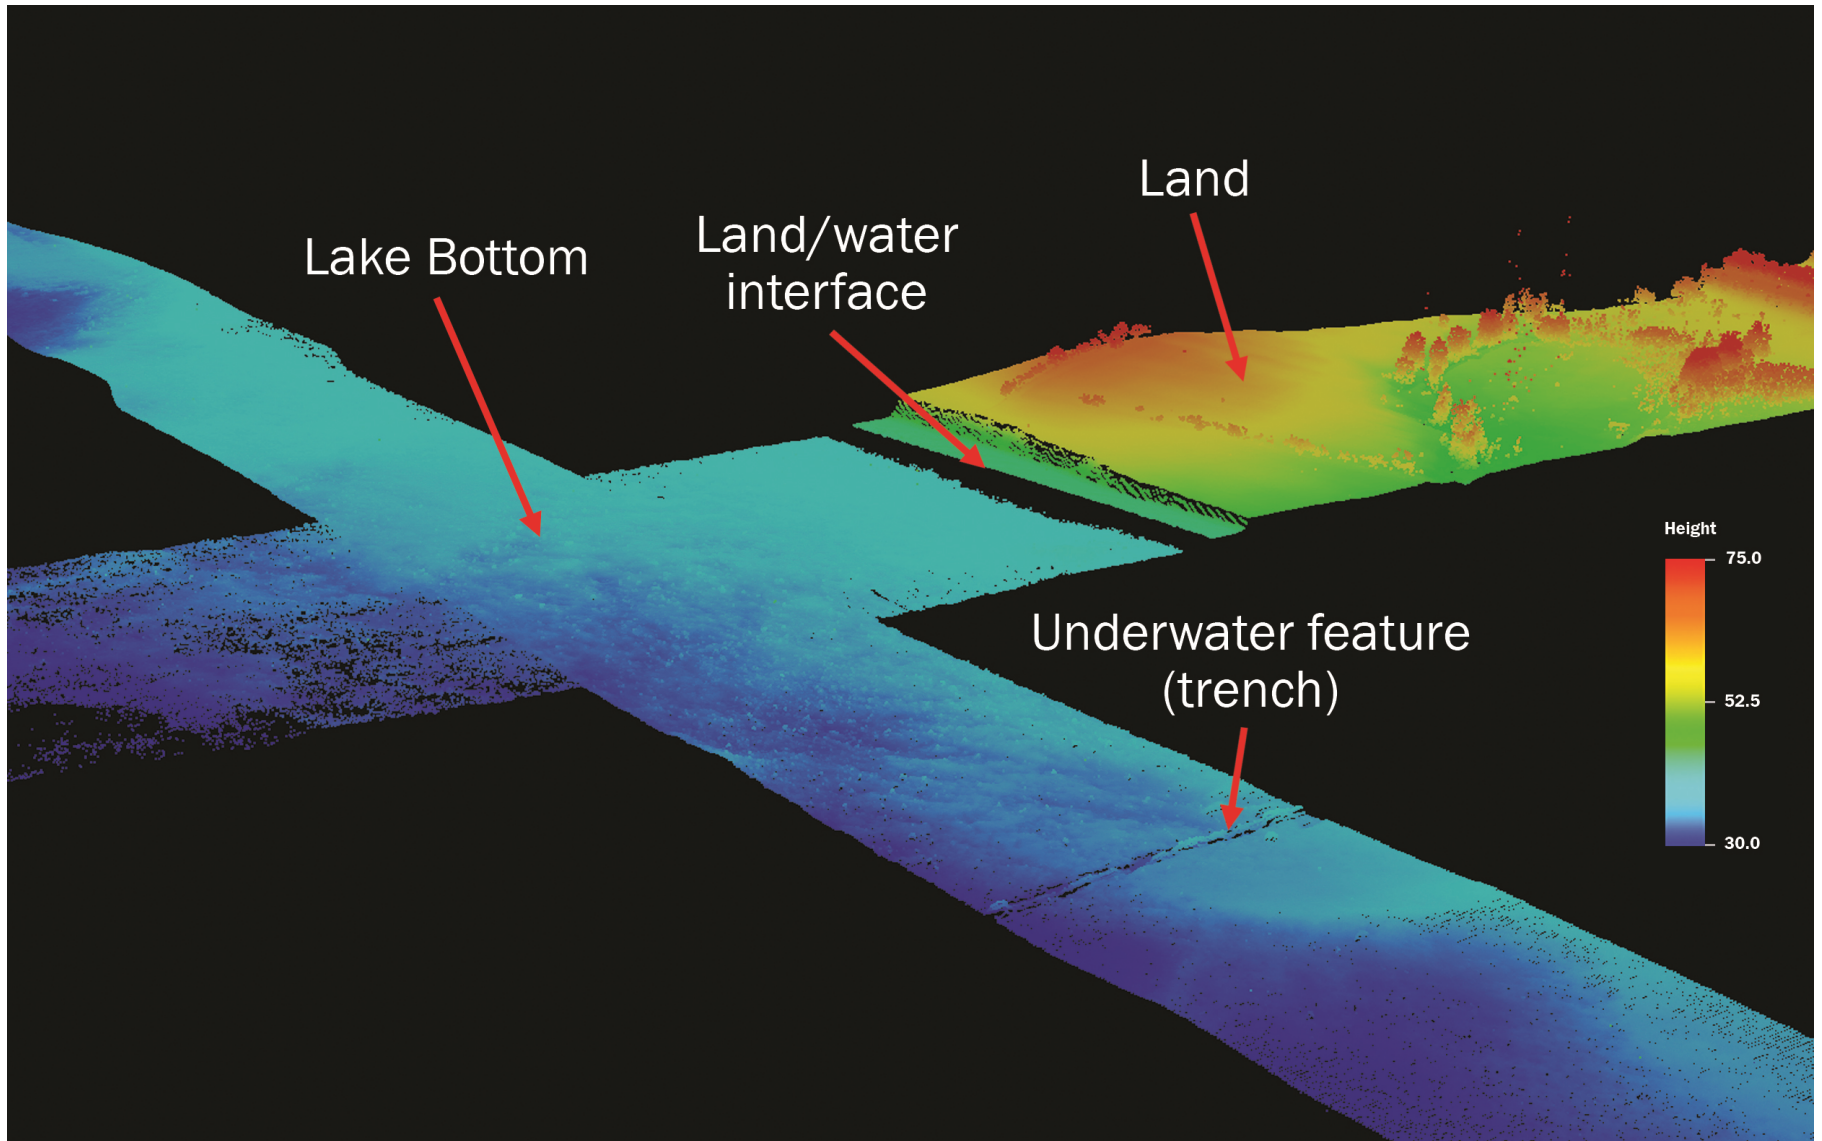 Land
Land/water
interface
Lake Bottom
Height
75.0
52.5
30.0
Underwater feature
(trench)